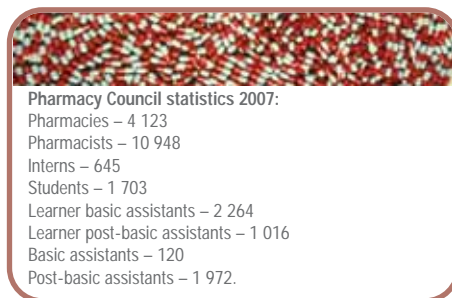 Pharmacy Council statistics 2007:
Pharmacies – 4 123
Pharmacists – 10 948
Interns – 645
Students – 1 703
Learner basic assistants – 2 264
Learner post-basic assistants – 1 016
Basic assistants – 120
Post-basic assistants – 1 972.